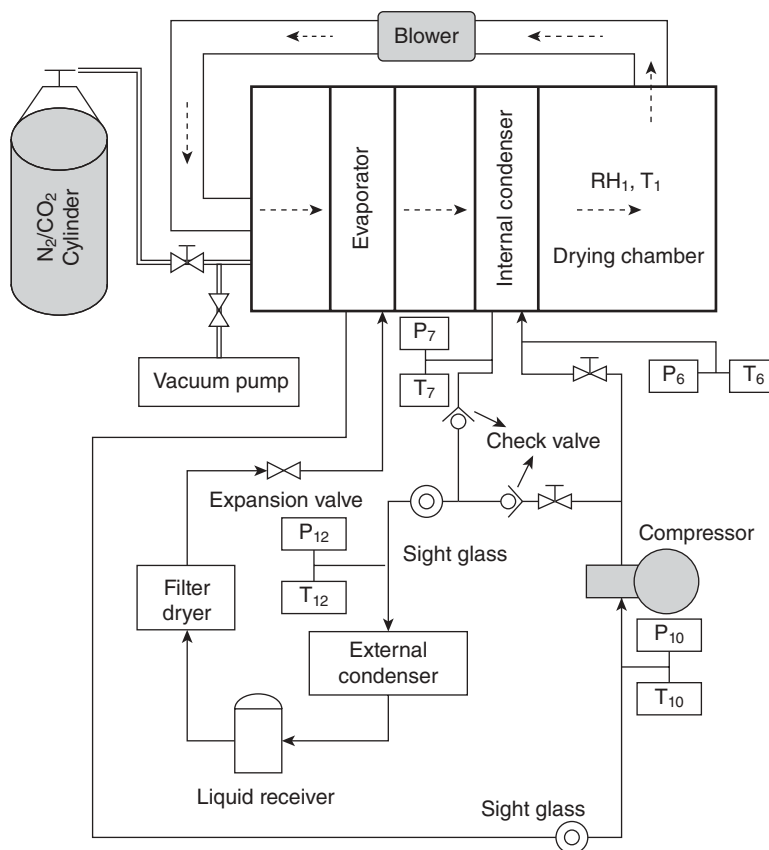 Blower
N₂/CO₂
Cylinder
Evaporator
Internal condenser
RH₁, T₁
Drying chamber
Vacuum pump
P₇
T₇
P₆
T₆
Check valve
Expansion valve
Sight glass
P₁₂
T₁₂
Compressor
Filter
dryer
External
condenser
P₁₀
T₁₀
Liquid receiver
Sight glass